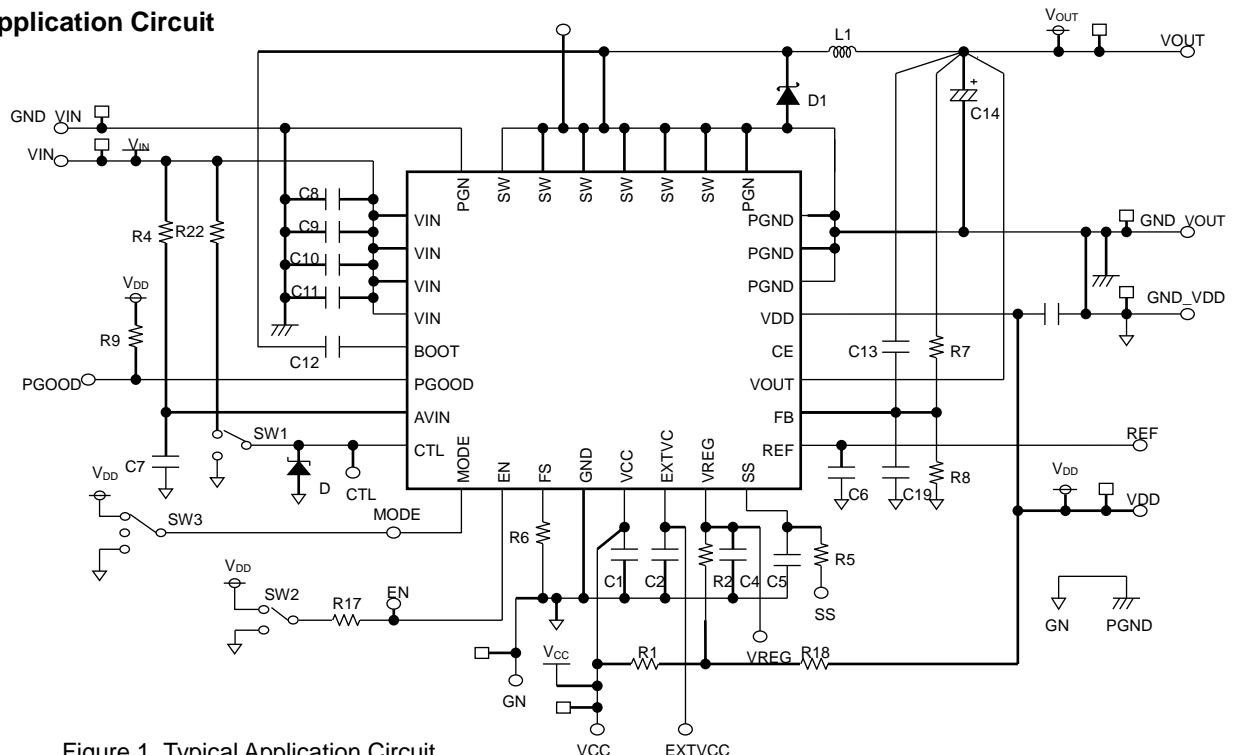 pplication Circuit
VOUT
L1
VOUT
D1
C14
GND_VIN
VIN
VIN
PGN
SW
SW
SW
SW
SW
SW
PGN
C8
C9
C10
C11
C12
R4
R22
VDD
R9
PGOOD
VIN
VIN
VIN
VIN
BOOT
PGOOD
AVIN
CTL
PGND
PGND
PGND
VDD
CE
VOUT
FB
REF
GND_VOUT
GND_VDD
C13
R7
SW1
C7
D
CTL
MODE
EN
FS
GND
VCC
EXTVC
VREG
SS
REF
C6
C19
R8
VDD
VDD
VDD
SW3
MODE
R6
C1
C2
R2
C4
C5
R5
SS
VDD
SW2
R17
EN
GN
PGND
VREG
R1
R18
VCC
GN
VCC
EXTVCC
Figure 1. Typical Application Circuit